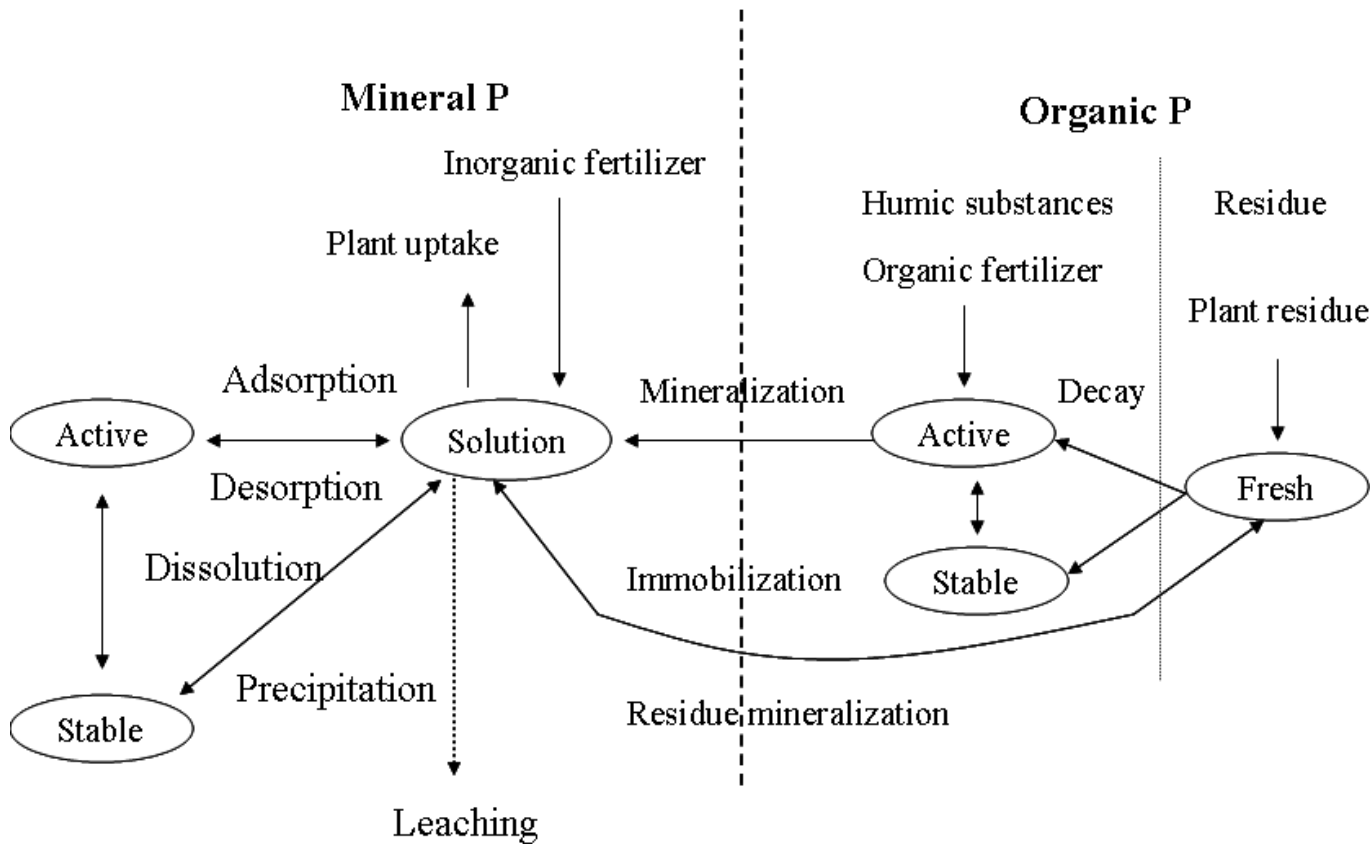 Mineral P
Organic P
Inorganic fertilizer
Humic substances
Residue
Plant uptake
Organic fertilizer
Plant residue
Adsorption
Mineralization
Decay
Active
Solution
Active
Desorption
Fresh
Dissolution
Immobilization
Stable
Precipitation
Stable
Residue mineralization
Leaching